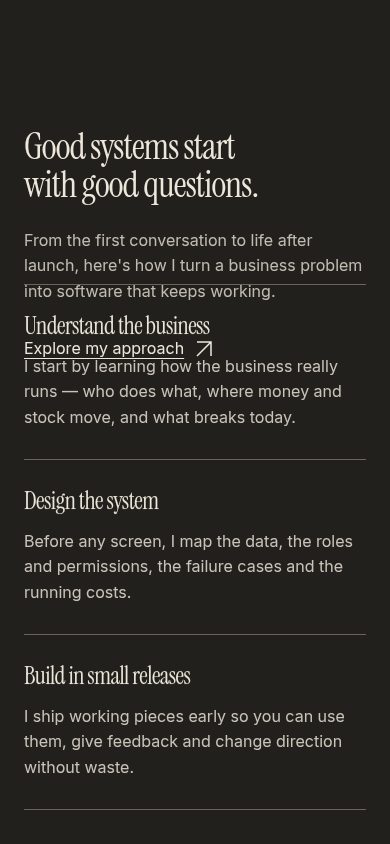 Good systems start
with good questions.
From the first conversation to life after
launch, here's how I turn a business problem
into software that keeps working.
Understand the business
Explore my approach
I start by learning how the business really
runs — who does what, where money and
stock move, and what breaks today.
Design the system
Before any screen, I map the data, the roles
and permissions, the failure cases and the
running costs.
Build in small releases
I ship working pieces early so you can use
them, give feedback and change direction
without waste.